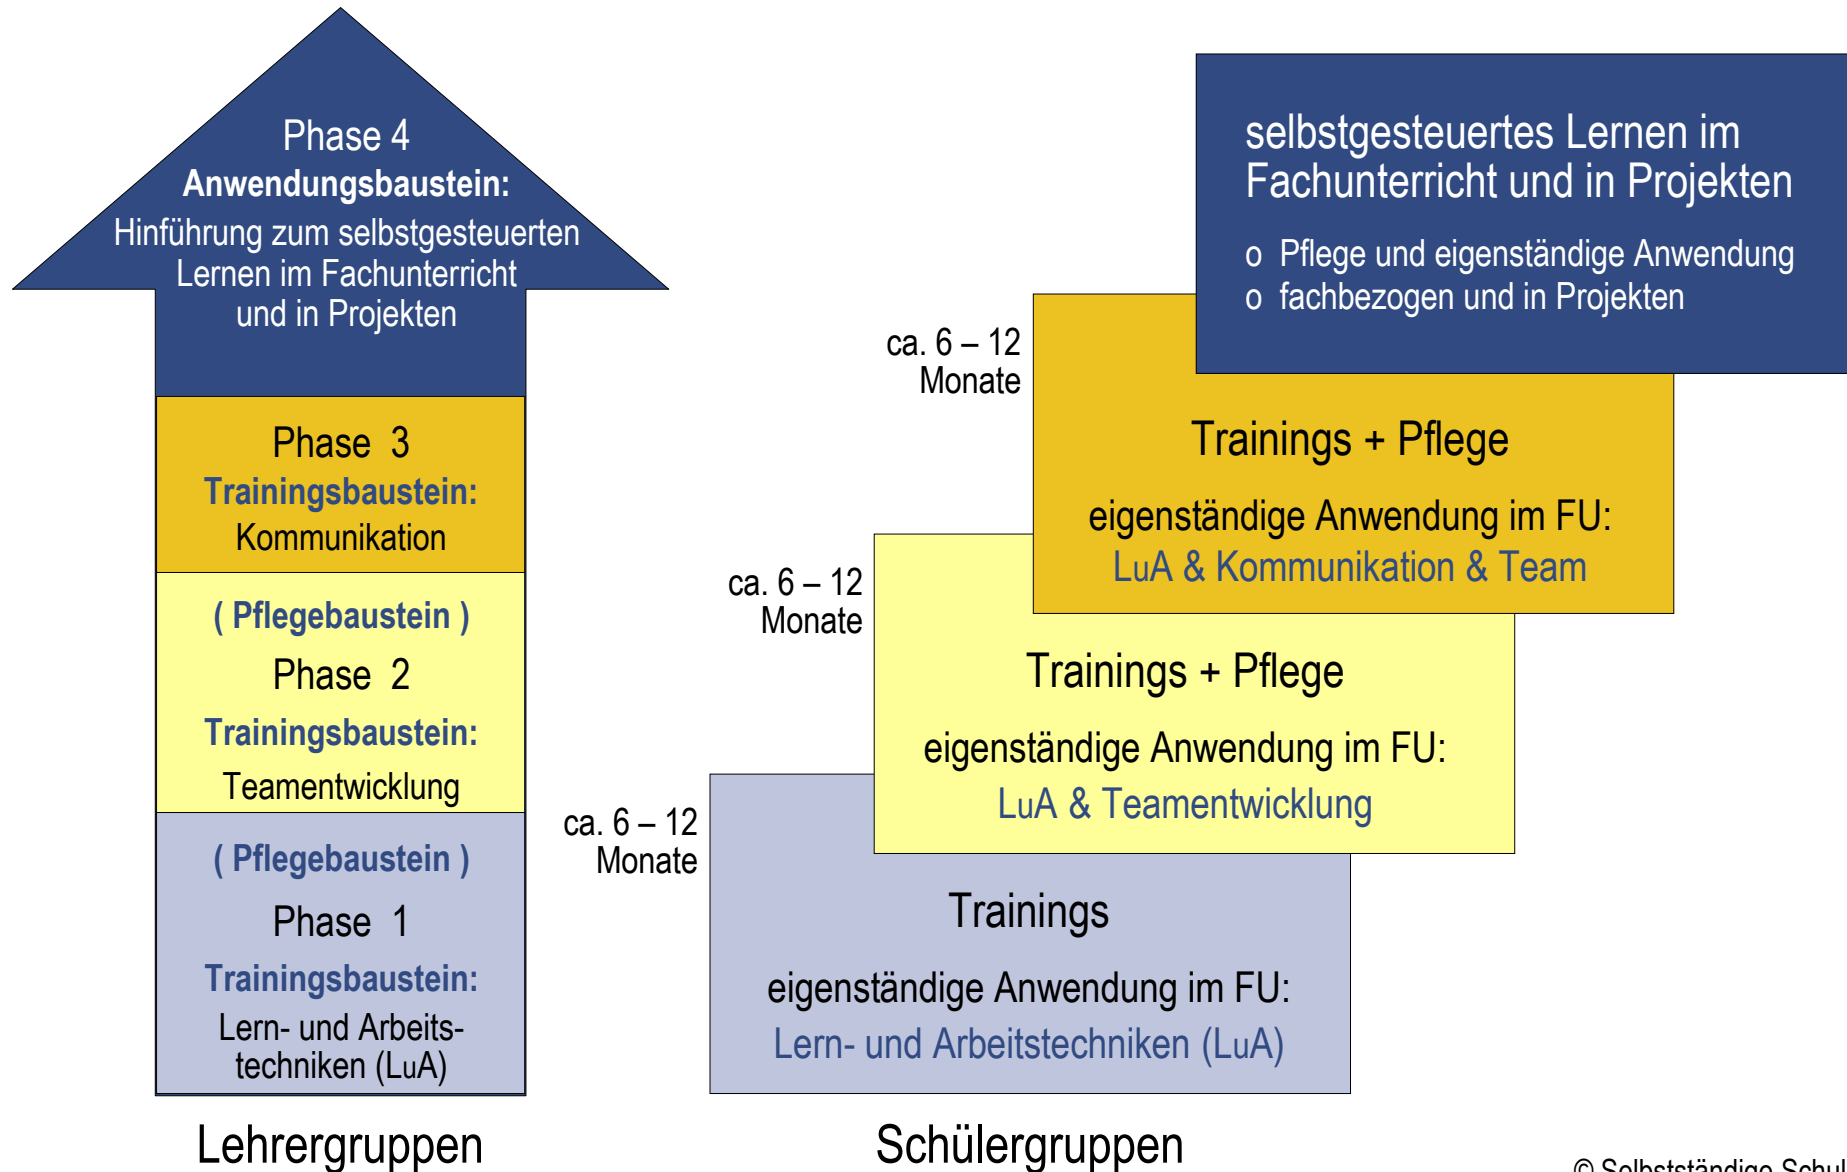 Phase 4
Anwendungsbaustein:
Hinführung zum selbstgesteuerten
Lernen im Fachunterricht
und in Projekten
Phase 3
Trainingsbaustein:
Kommunikation
( Pflegebaustein )
Phase 2
Trainingsbaustein:
Teamentwicklung
( Pflegebaustein )
Phase 1
Trainingsbaustein:
Lern- und Arbeits-
techniken (LuA)
Lehrergruppen
selbstgesteuertes Lernen im
Fachunterricht und in Projekten
o Pflege und eigenständige Anwendung
o fachbezogen und in Projekten
ca. 6 – 12
Monate
Trainings + Pflege
eigenständige Anwendung im FU:
LuA & Kommunikation & Team
ca. 6 – 12
Monate
Trainings + Pflege
eigenständige Anwendung im FU:
LuA & Teamentwicklung
ca. 6 – 12
Monate
Trainings
eigenständige Anwendung im FU:
Lern- und Arbeitstechniken (LuA)
Schülergruppen
© Selbstständige Schul